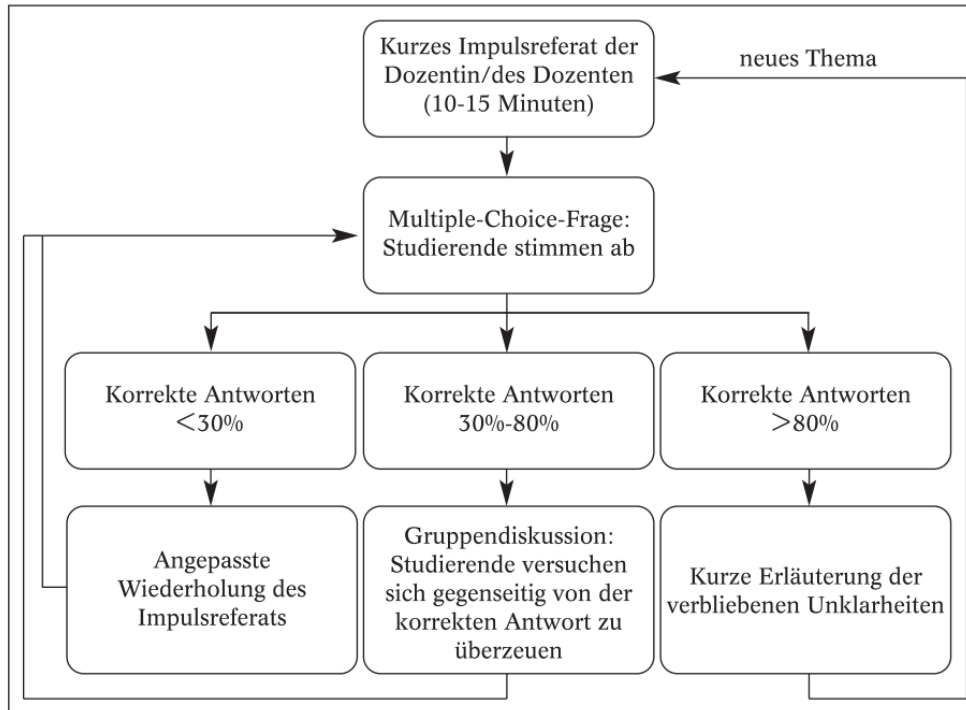 Kurzes Impulsreferat der
Dozentin/des Dozenten
(10-15 Minuten)
neues Thema
Multiple-Choice-Frage:
Studierende stimmen ab
Korrekte Antworten
<30%
Korrekte Antworten
30%-80%
Korrekte Antworten
>80%
Angepasste
Wiederholung des
Impulsreferats
Gruppendiskussion:
Studierende versuchen
sich gegenseitig von der
korrekten Antwort zu
überzeuen
Kurze Erläuterung der
verbliebenen Unklarheiten